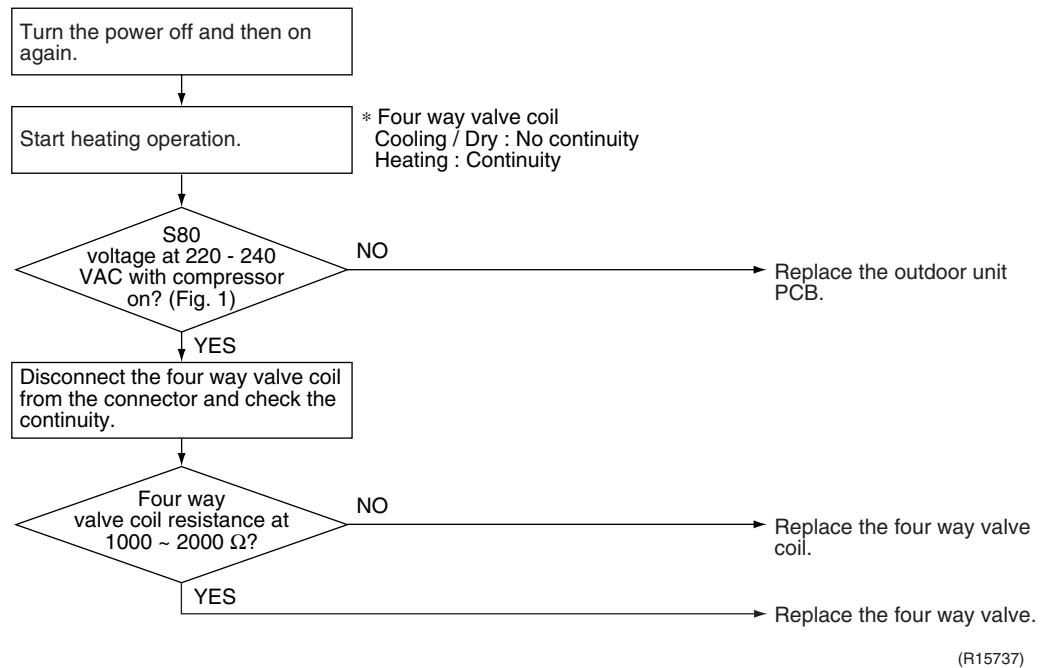 Turn the power off and then on
again.
Start heating operation.
∗ Four way valve coil
Cooling / Dry : No continuity
Heating : Continuity
S80
voltage at 220 - 240
VAC with compressor
on? (Fig. 1)
NO
Replace the outdoor unit
PCB.
YES
Disconnect the four way valve coil
from the connector and check the
continuity.
Four way
valve coil resistance at
1000 ~ 2000 Ω?
NO
Replace the four way valve
coil.
YES
Replace the four way valve.
(R15737)